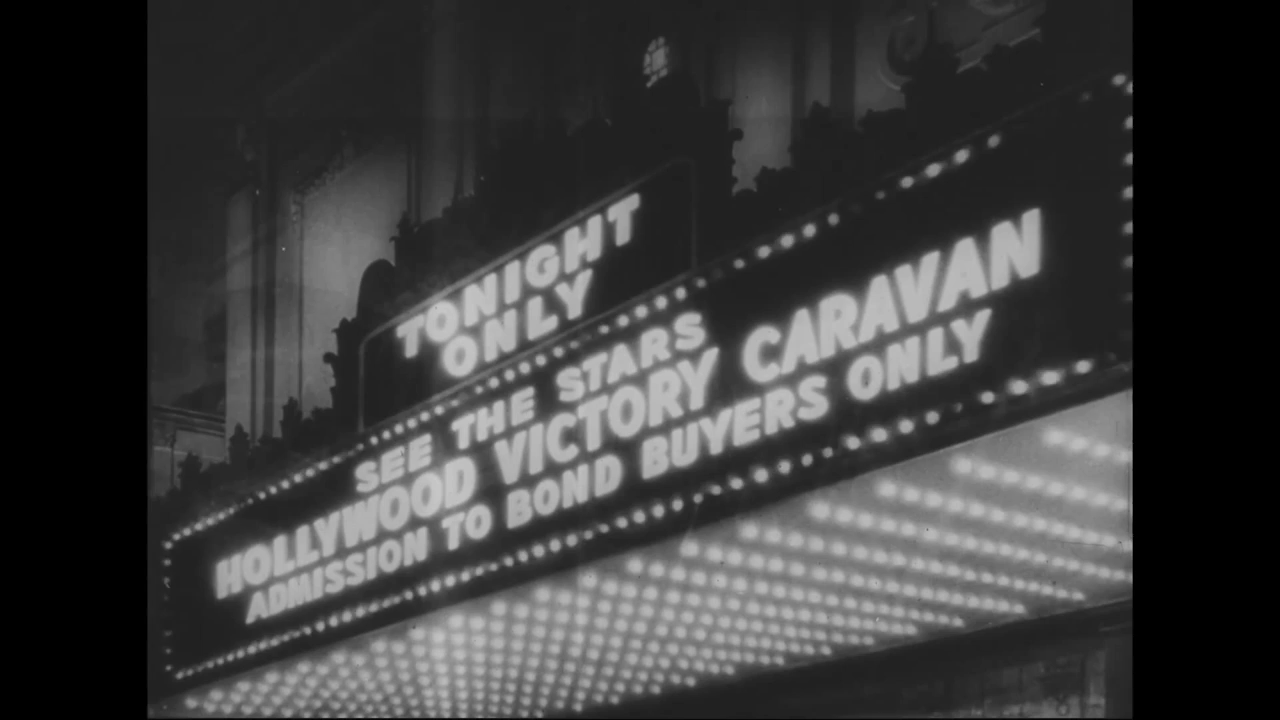 TONIGHT
ONLY
SEE THE STARS
HOLLYWOOD VICTORY CARAVAN
ADMISSION TO BOND BUYERS ONLY